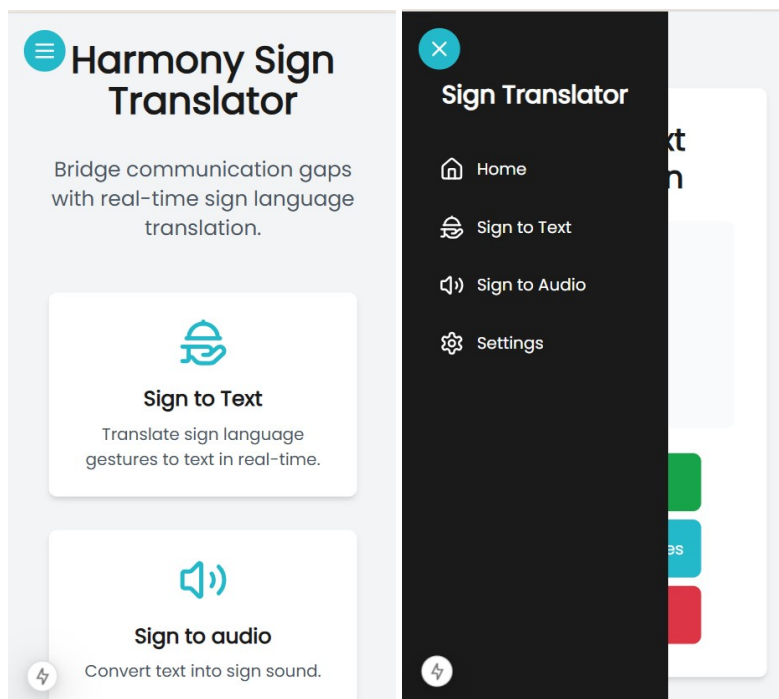 Harmony Sign
Translator
Bridge communication gaps
with real-time sign language
translation.
Sign to Text
Translate sign language
gestures to text in real-time.
Sign to audio
Convert text into sign sound.
Sign Translator
Home
Sign to Text
Sign to Audio
Settings